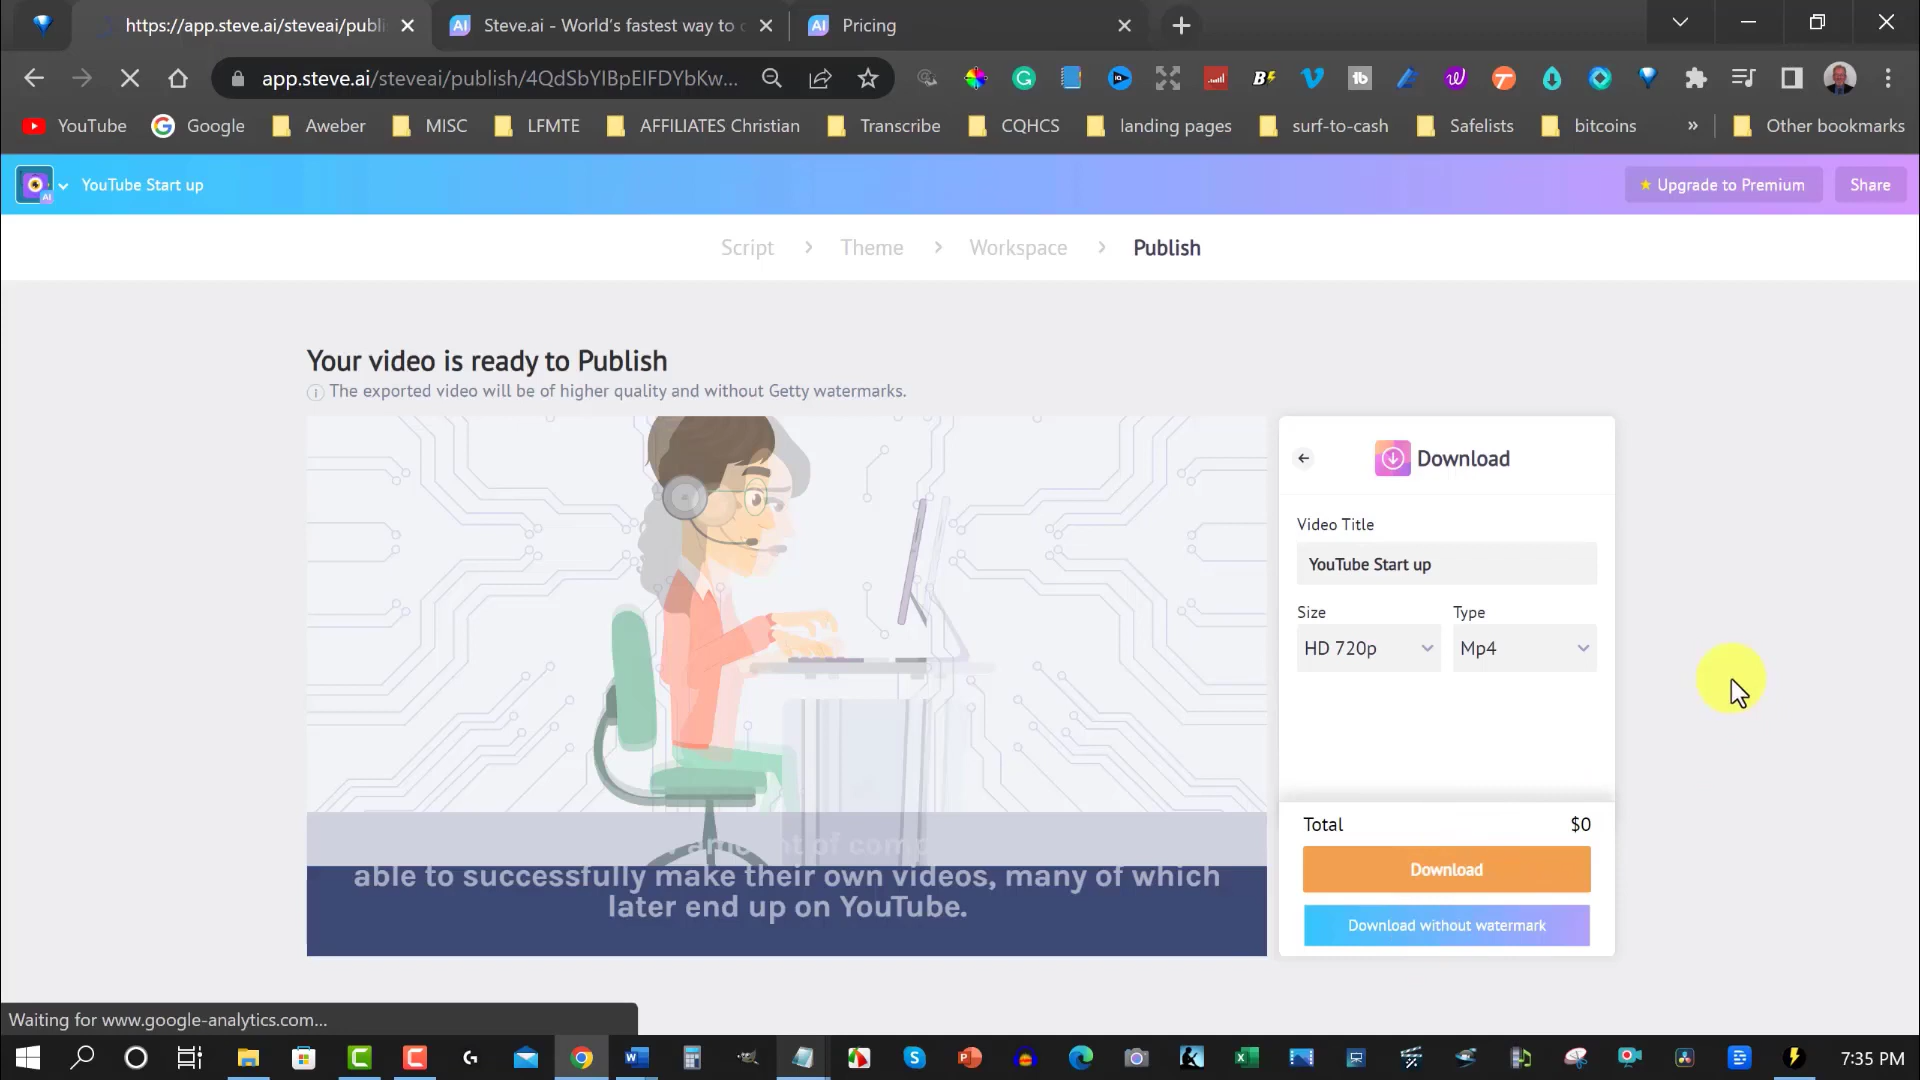 https://app.steve.ai/steveai/publi
Steve.ai - World's fastest way to c
Pricing
app.steve.ai/steveai/publish/4QdSbYIBpEIFDYbKw...
YouTube
Google
Aweber
MISC
LFMTE
AFFILIATES Christian
Transcribe
CQHCS
landing pages
surf-to-cash
Safelists
bitcoins
Other bookmarks
YouTube Start up
Upgrade to Premium
Share
Script
Theme
Workspace
Publish
Your video is ready to Publish
The exported video will be of higher quality and without Getty watermarks.
Download
Video Title
YouTube Start up
Size
Type
HD 720p
Mp4
of
able to successfully make their own videos, many of which
later end up on YouTube.
Total
$0
Download
Download without watermark
Waiting for www.google-analytics.com...
7:35 PM